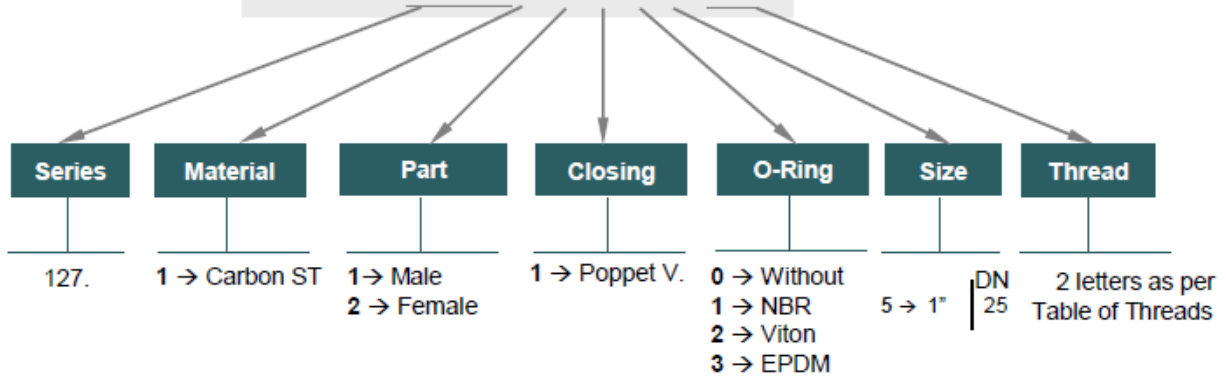 Series
Material
Part
Closing
O-Ring
Size
Thread
127.
1 → Carbon ST
1→ Male
2 → Female
1 → Poppet V.
0 → Without
1 → NBR
2 → Viton
3 → EPDM
DN
5 → 1” 25
2 letters as per
Table of Threads